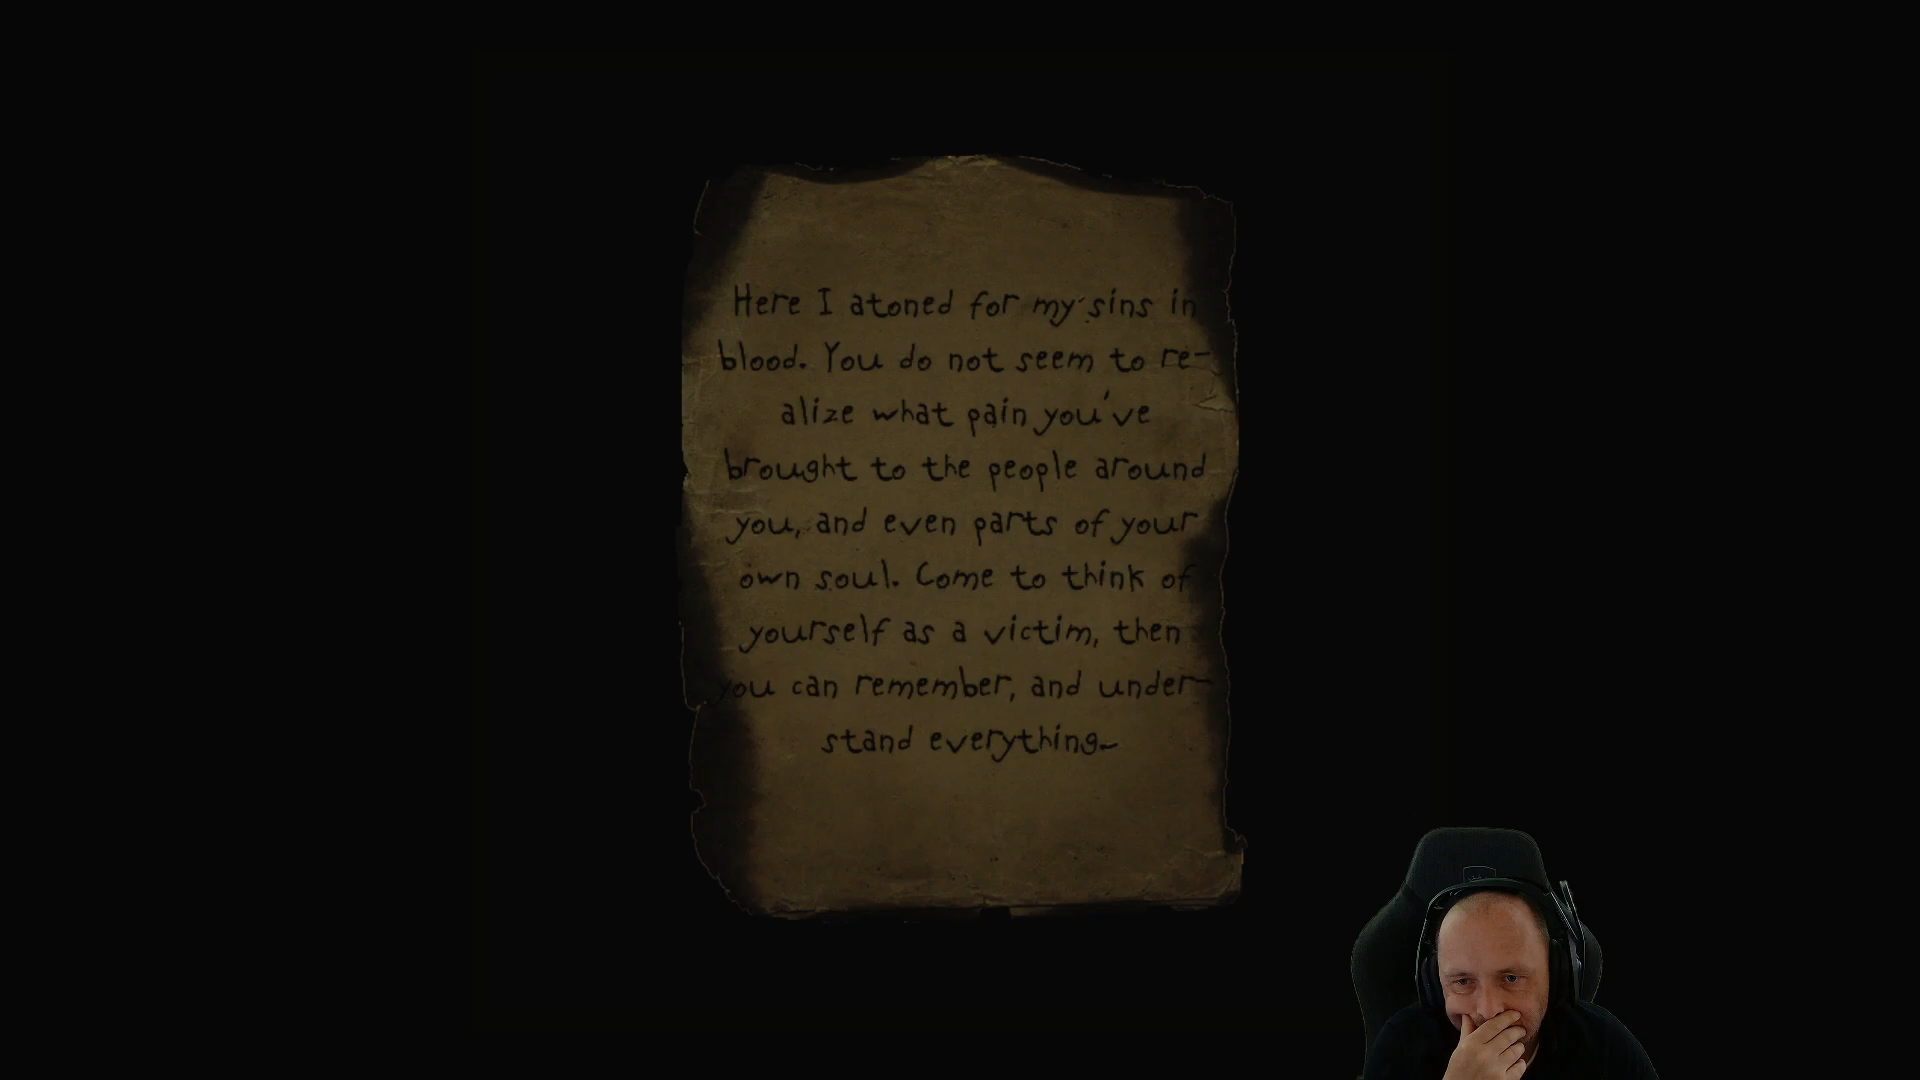 Here I atoned for my sins in
blood. You do not seem to re-
alize what pain you've
brought to the people around
you, and even parts of your
own soul. Come to think of
yourself as a victim, then
you can remember, and under-
stand everything~